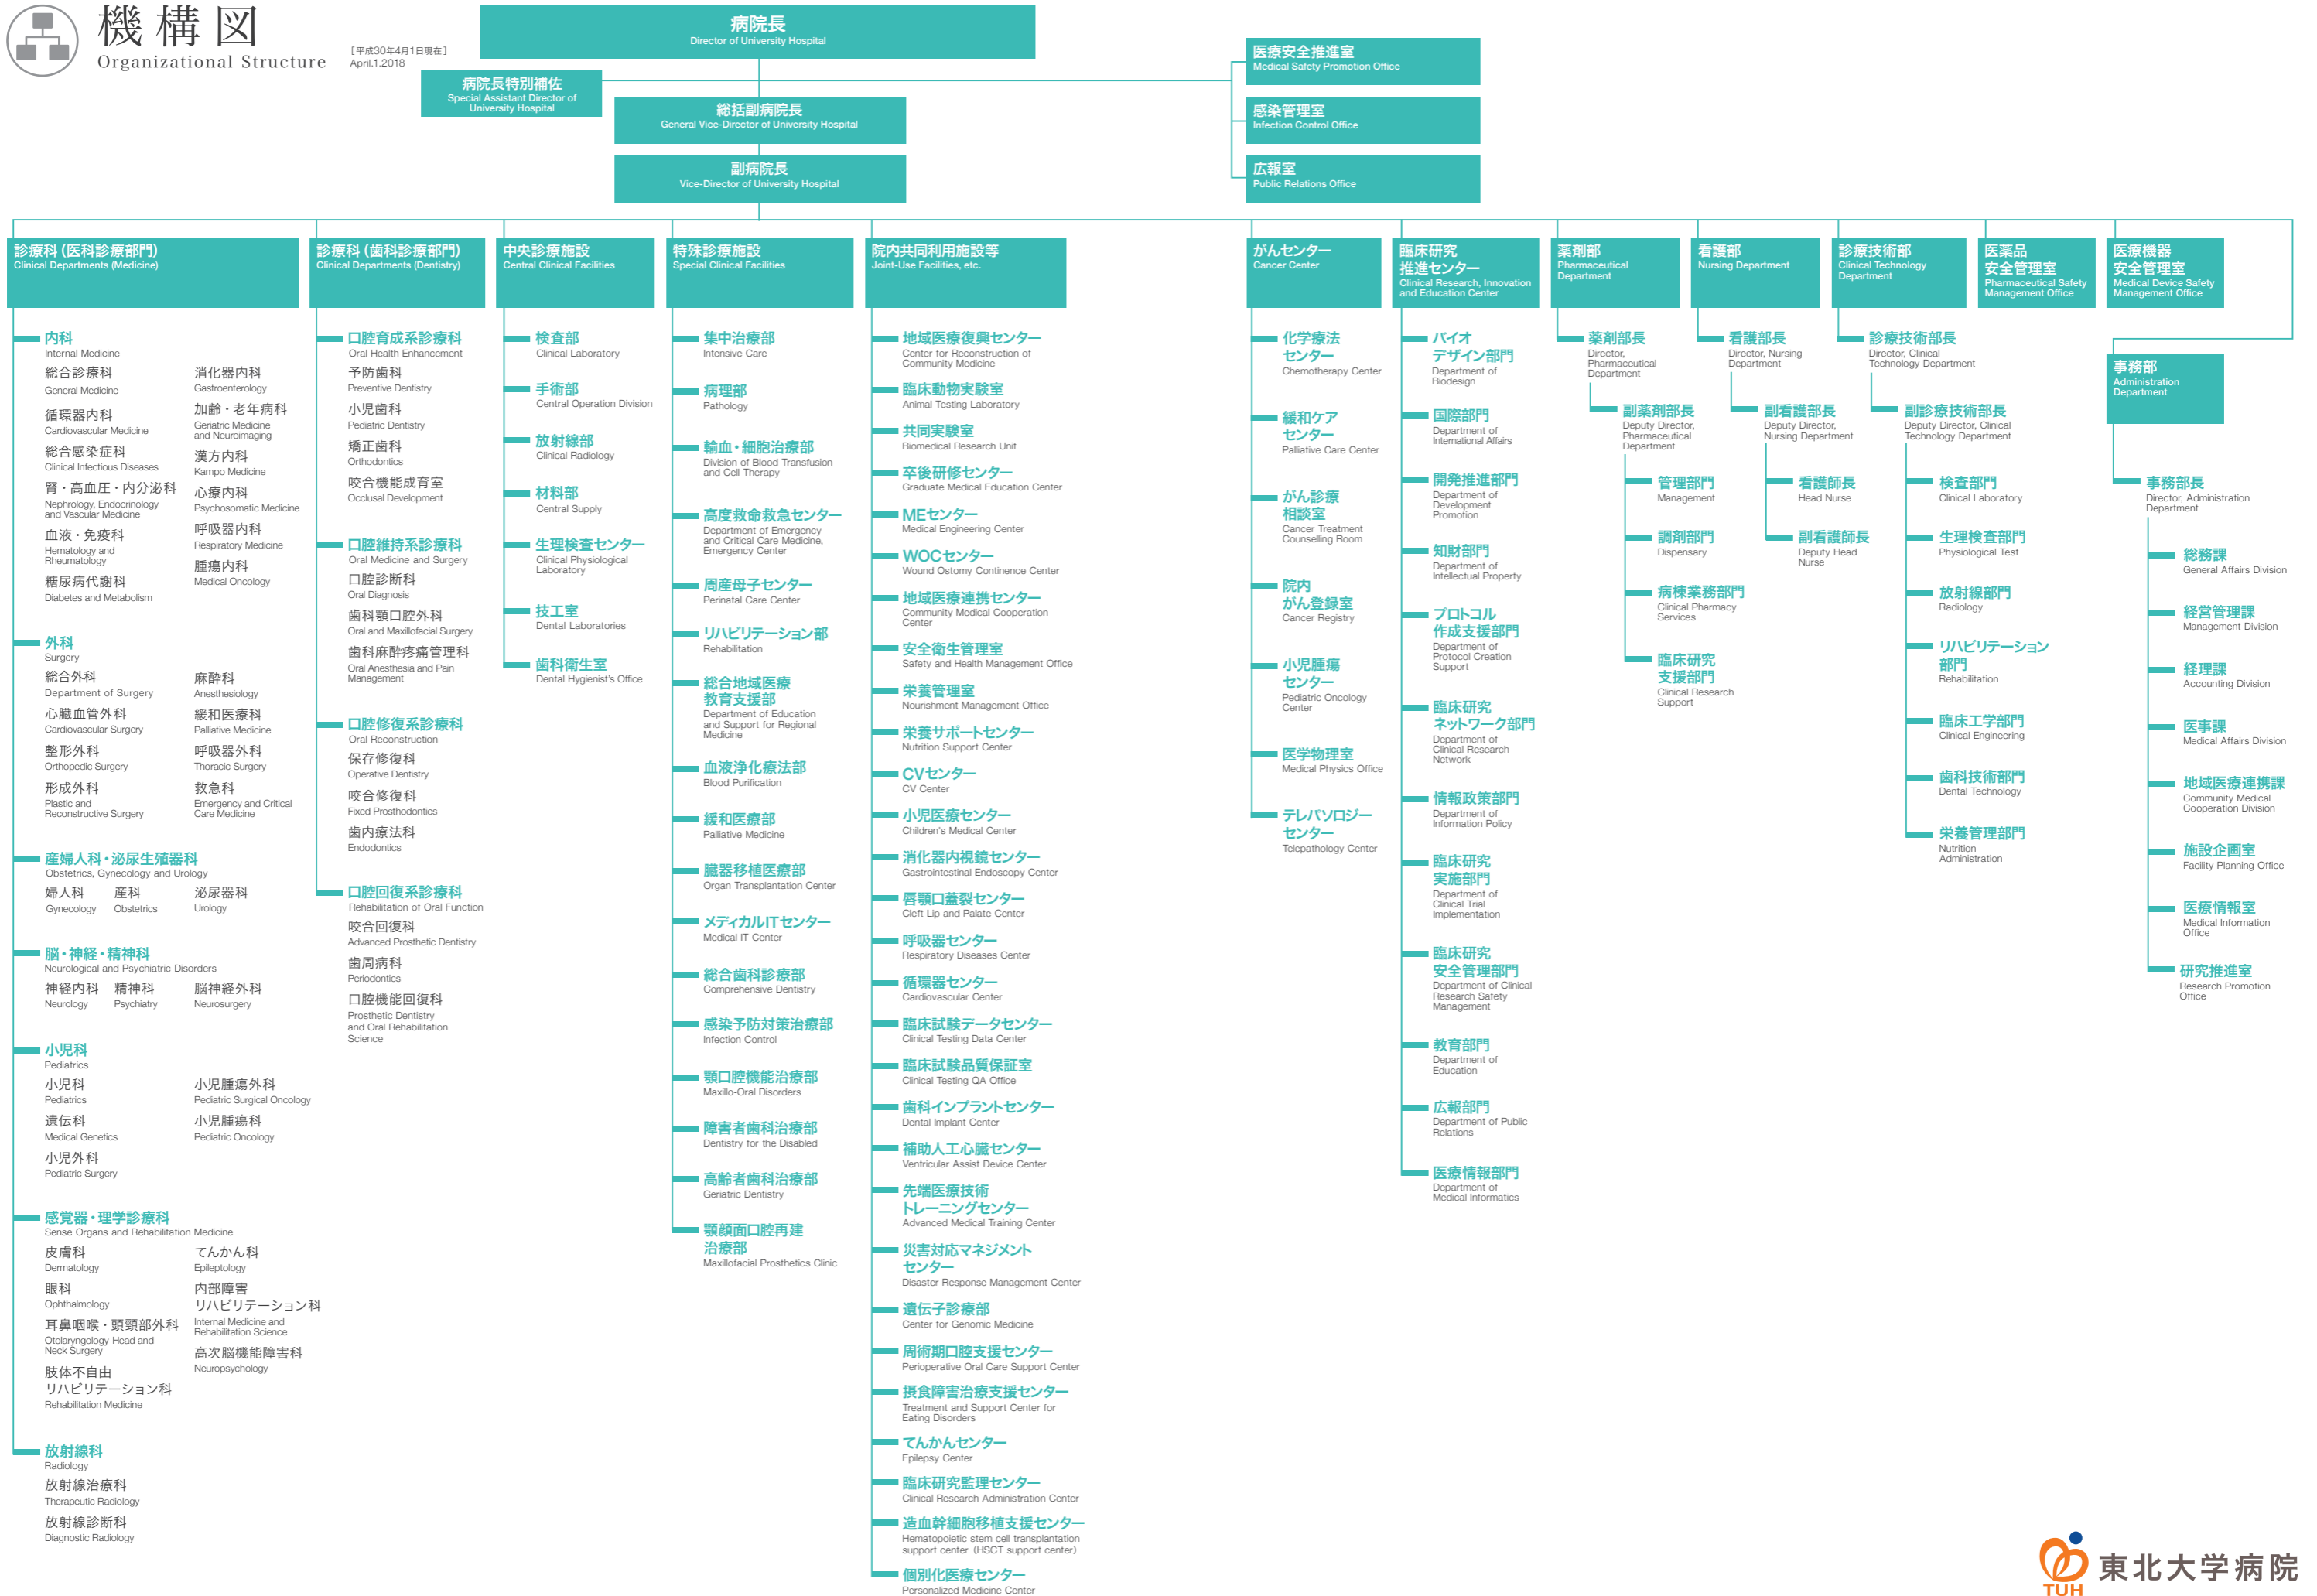 機構図
Organizational Structure
［平成30年4月1日現在］
April.1.2018
病院長
Director of University Hospital
病院長特別補佐
Special Assistant Director of
University Hospital
総括副病院長
General Vice-Director of University Hospital
副病院長
Vice-Director of University Hospital
医療安全推進室
Medical Safety Promotion Office
感染管理室
Infection Control Office
広報室
Public Relations Office
診療科（医科診療部門）
Clinical Departments (Medicine)
内科
Internal Medicine
総合診療科
General Medicine
循環器内科
Cardiovascular Medicine
総合感染症科
Clinical Infectious Diseases
腎・高血圧・内分泌科
Nephrology, Endocrinology
and Vascular Medicine
血液・免疫科
Hematology and
Rheumatology
糖尿病代謝科
Diabetes and Metabolism
消化器内科
Gastroenterology
加齢・老年病科
Geriatric Medicine
and Neuroimaging
漢方内科
Kampo Medicine
心療内科
Psychosomatic Medicine
呼吸器内科
Respiratory Medicine
腫瘍内科
Medical Oncology
外科
Surgery
総合外科
Department of Surgery
心臓血管外科
Cardiovascular Surgery
整形外科
Orthopedic Surgery
形成外科
Plastic and
Reconstructive Surgery
麻酔科
Anesthesiology
緩和医療科
Palliative Medicine
呼吸器外科
Thoracic Surgery
救急科
Emergency and Critical
Care Medicine
産婦人科・泌尿生殖器科
Obstetrics, Gynecology and Urology
婦人科 産科 泌尿器科
Gynecology Obstetrics Urology
脳・神経・精神科
Neurological and Psychiatric Disorders
神経内科 精神科 脳神経外科
Neurology Psychiatry Neurosurgery
小児科
Pediatrics
小児科
Pediatrics
遺伝科
Medical Genetics
小児外科
Pediatric Surgery
小児腫瘍外科
Pediatric Surgical Oncology
小児腫瘍科
Pediatric Oncology
感覚器・理学診療科
Sense Organs and Rehabilitation Medicine
皮膚科
Dermatology
眼科
Ophthalmology
耳鼻咽喉・頭頸部外科
Otolaryngology-Head and
Neck Surgery
肢体不自由
リハビリテーション科
Rehabilitation Medicine
てんかん科
Epileptology
内部障害
リハビリテーション科
Internal Medicine and
Rehabilitation Science
高次脳機能障害科
Neuropsychology
放射線科
Radiology
放射線治療科
Therapeutic Radiology
放射線診断科
Diagnostic Radiology
診療科（歯科診療部門）
Clinical Departments (Dentistry)
口腔育成系診療科
Oral Health Enhancement
予防歯科
Preventive Dentistry
小児歯科
Pediatric Dentistry
矯正歯科
Orthodontics
咬合機能成育室
Occlusal Development
口腔維持系診療科
Oral Medicine and Surgery
口腔診断科
Oral Diagnosis
歯科顎口腔外科
Oral and Maxillofacial Surgery
歯科麻酔疼痛管理科
Oral Anesthesia and Pain
Management
口腔修復系診療科
Oral Reconstruction
保存修復科
Operative Dentistry
咬合修復科
Fixed Prosthodontics
歯内療法科
Endodontics
口腔回復系診療科
Rehabilitation of Oral Function
咬合回復科
Advanced Prosthetic Dentistry
歯周病科
Periodontics
口腔機能回復科
Prosthetic Dentistry
and Oral Rehabilitation
Science
中央診療施設
Central Clinical Facilities
検査部
Clinical Laboratory
手術部
Central Operation Division
放射線部
Clinical Radiology
材料部
Central Supply
生理検査センター
Clinical Physiological
Laboratory
技工室
Dental Laboratories
歯科衛生室
Dental Hygienist's Office
特殊診療施設
Special Clinical Facilities
集中治療部
Intensive Care
病理部
Pathology
輸血・細胞治療部
Division of Blood Transfusion
and Cell Therapy
高度救命救急センター
Department of Emergency
and Critical Care Medicine,
Emergency Center
周産母子センター
Perinatal Care Center
リハビリテーション部
Rehabilitation
総合地域医療
教育支援部
Department of Education
and Support for Regional
Medicine
血液浄化療法部
Blood Purification
緩和医療部
Palliative Medicine
臓器移植医療部
Organ Transplantation Center
メディカルITセンター
Medical IT Center
総合歯科診療部
Comprehensive Dentistry
感染予防対策治療部
Infection Control
顎口腔機能治療部
Maxillo-Oral Disorders
障害者歯科治療部
Dentistry for the Disabled
高齢者歯科治療部
Geriatric Dentistry
顎顔面口腔再建
治療部
Maxillofacial Prosthetics Clinic
院内共同利用施設等
Joint-Use Facilities, etc.
地域医療復興センター
Center for Reconstruction of
Community Medicine
臨床動物実験室
Animal Testing Laboratory
共同実験室
Biomedical Research Unit
卒後研修センター
Graduate Medical Education Center
MEセンター
Medical Engineering Center
WOCセンター
Wound Ostomy Continence Center
地域医療連携センター
Community Medical Cooperation
Center
安全衛生管理室
Safety and Health Management Office
栄養管理室
Nourishment Management Office
栄養サポートセンター
Nutrition Support Center
CVセンター
CV Center
小児医療センター
Children's Medical Center
消化器内視鏡センター
Gastrointestinal Endoscopy Center
唇顎口蓋裂センター
Cleft Lip and Palate Center
呼吸器センター
Respiratory Diseases Center
循環器センター
Cardiovascular Center
臨床試験データセンター
Clinical Testing Data Center
臨床試験品質保証室
Clinical Testing QA Office
歯科インプラントセンター
Dental Implant Center
補助人工心臓センター
Ventricular Assist Device Center
先端医療技術
トレーニングセンター
Advanced Medical Training Center
災害対応マネジメント
センター
Disaster Response Management Center
遺伝子診療部
Center for Genomic Medicine
周術期口腔支援センター
Perioperative Oral Care Support Center
摂食障害治療支援センター
Treatment and Support Center for
Eating Disorders
てんかんセンター
Epilepsy Center
臨床研究監理センター
Clinical Research Administration Center
造血幹細胞移植支援センター
Hematopoietic stem cell transplantation
support center（HSCT support center）
個別化医療センター
Personalized Medicine Center
がんセンター
Cancer Center
化学療法
センター
Chemotherapy Center
緩和ケア
センター
Palliative Care Center
がん診療
相談室
Cancer Treatment
Counselling Room
院内
がん登録室
Cancer Registry
小児腫瘍
センター
Pediatric Oncology
Center
医学物理室
Medical Physics Office
テレパソロジー
センター
Telepathology Center
臨床研究
推進センター
Clinical Research, Innovation
and Education Center
バイオ
デザイン部門
Department of
Biodesign
国際部門
Department of
International Affairs
開発推進部門
Department of
Development
Promotion
知財部門
Department of
Intellectual Property
プロトコル
作成支援部門
Department of
Protocol Creation
Support
臨床研究
ネットワーク部門
Department of
Clinical Research
Network
情報政策部門
Department of
Information Policy
臨床研究
実施部門
Department of
Clinical Trial
Implementation
臨床研究
安全管理部門
Department of Clinical
Research Safety
Management
教育部門
Department of
Education
広報部門
Department of Public
Relations
医療情報部門
Department of
Medical Informatics
薬剤部
Pharmaceutical
Department
薬剤部長
Director,
Pharmaceutical
Department
副薬剤部長
Deputy Director,
Pharmaceutical
Department
管理部門
Management
調剤部門
Dispensary
病棟業務部門
Clinical Pharmacy
Services
臨床研究
支援部門
Clinical Research
Support
看護部
Nursing Department
看護部長
Director, Nursing
Department
副看護部長
Deputy Director,
Nursing Department
看護師長
Head Nurse
副看護師長
Deputy Head
Nurse
診療技術部
Clinical Technology
Department
診療技術部長
Director, Clinical
Technology Department
副診療技術部長
Deputy Director, Clinical
Technology Department
検査部門
Clinical Laboratory
生理検査部門
Physiological Test
放射線部門
Radiology
リハビリテーション
部門
Rehabilitation
臨床工学部門
Clinical Engineering
歯科技術部門
Dental Technology
栄養管理部門
Nutrition
Administration
医薬品
安全管理室
Pharmaceutical Safety
Management Office
医療機器
安全管理室
Medical Device Safety
Management Office
事務部
Administration
Department
事務部長
Director, Administration
Department
総務課
General Affairs Division
経営管理課
Management Division
経理課
Accounting Division
医事課
Medical Affairs Division
地域医療連携課
Community Medical
Cooperation Division
施設企画室
Facility Planning Office
医療情報室
Medical Information
Office
研究推進室
Research Promotion
Office
TUH
東北大学病院